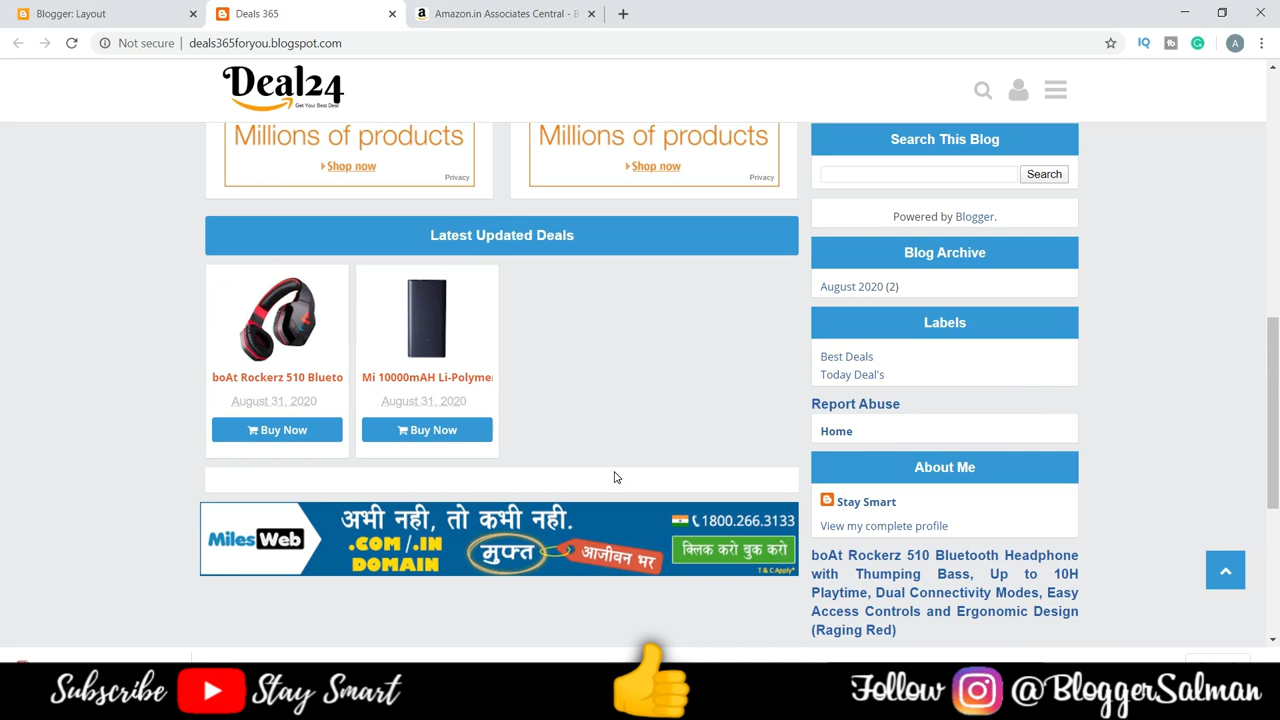 Blogger: Layout
Deals 365
Amazon.in Associates Central - B
Not secure
deals365foryou.blogspot.com
Deal24
Get Your Best Deal
Millions of products
Shop now
Privacy
Millions of products
Shop now
Privacy
Search This Blog
Search
Powered by Blogger.
Latest Updated Deals
Blog Archive
August 2020 (2)
Labels
Best Deals
Today Deal's
boAt Rockerz 510 Blueto
August 31, 2020
Buy Now
Mi 10000mAH Li-Polymer
August 31, 2020
Buy Now
Report Abuse
Home
About Me
Stay Smart
View my complete profile
MilesWeb
अभी नही, तो कभी नही.
.COM/.IN
DOMAIN
मुफ्त
आजीवन भर
1800.266.3133
क्लिक करो बुक करो
T & C Apply*
boAt Rockerz 510 Bluetooth Headphone
with Thumping Bass, Up to 10H
Playtime, Dual Connectivity Modes, Easy
Access Controls and Ergonomic Design
(Raging Red)
Subscribe Stay Smart
Follow @BloggerSalman